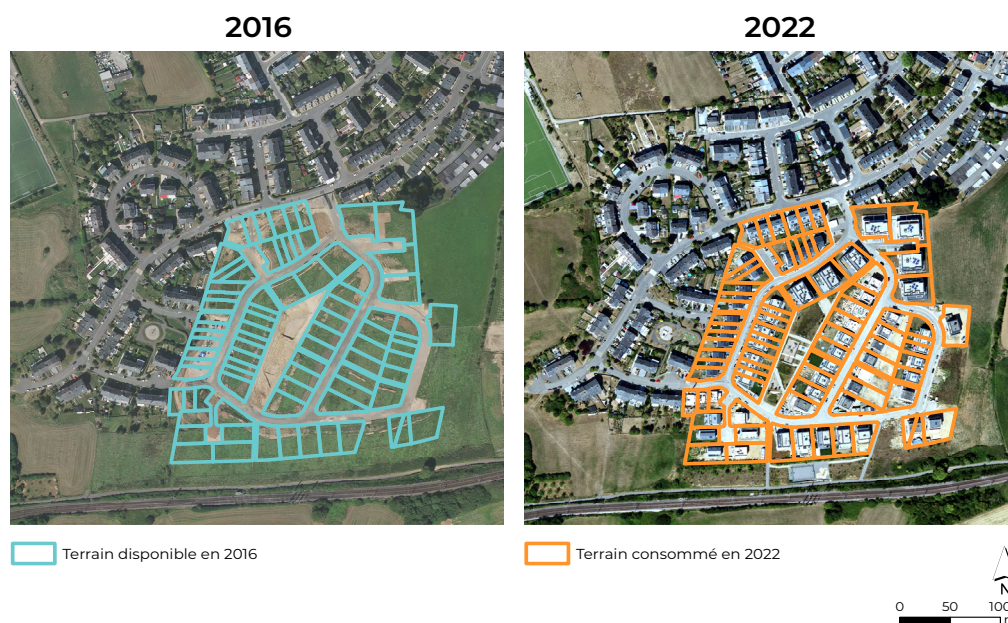 2016
2022
Terrain disponible en 2016
Terrain consommé en 2022
N
0 50 100